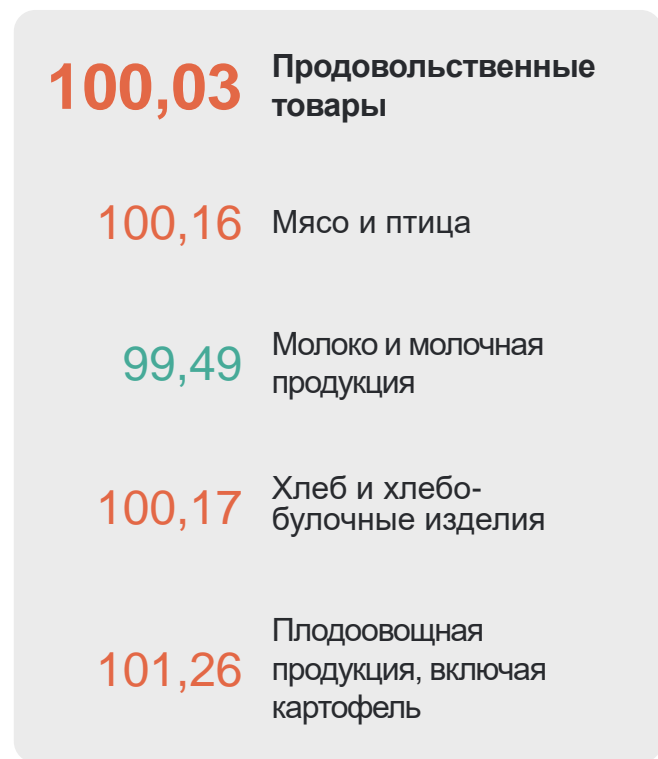 100,03 Продовольственные
товары
100,16 Мясо и птица
99,49 Молоко и молочная
продукция
100,17 Хлеб и хлебо-
булочные изделия
Плодоовощная
101,26 продукция, включая
картофель